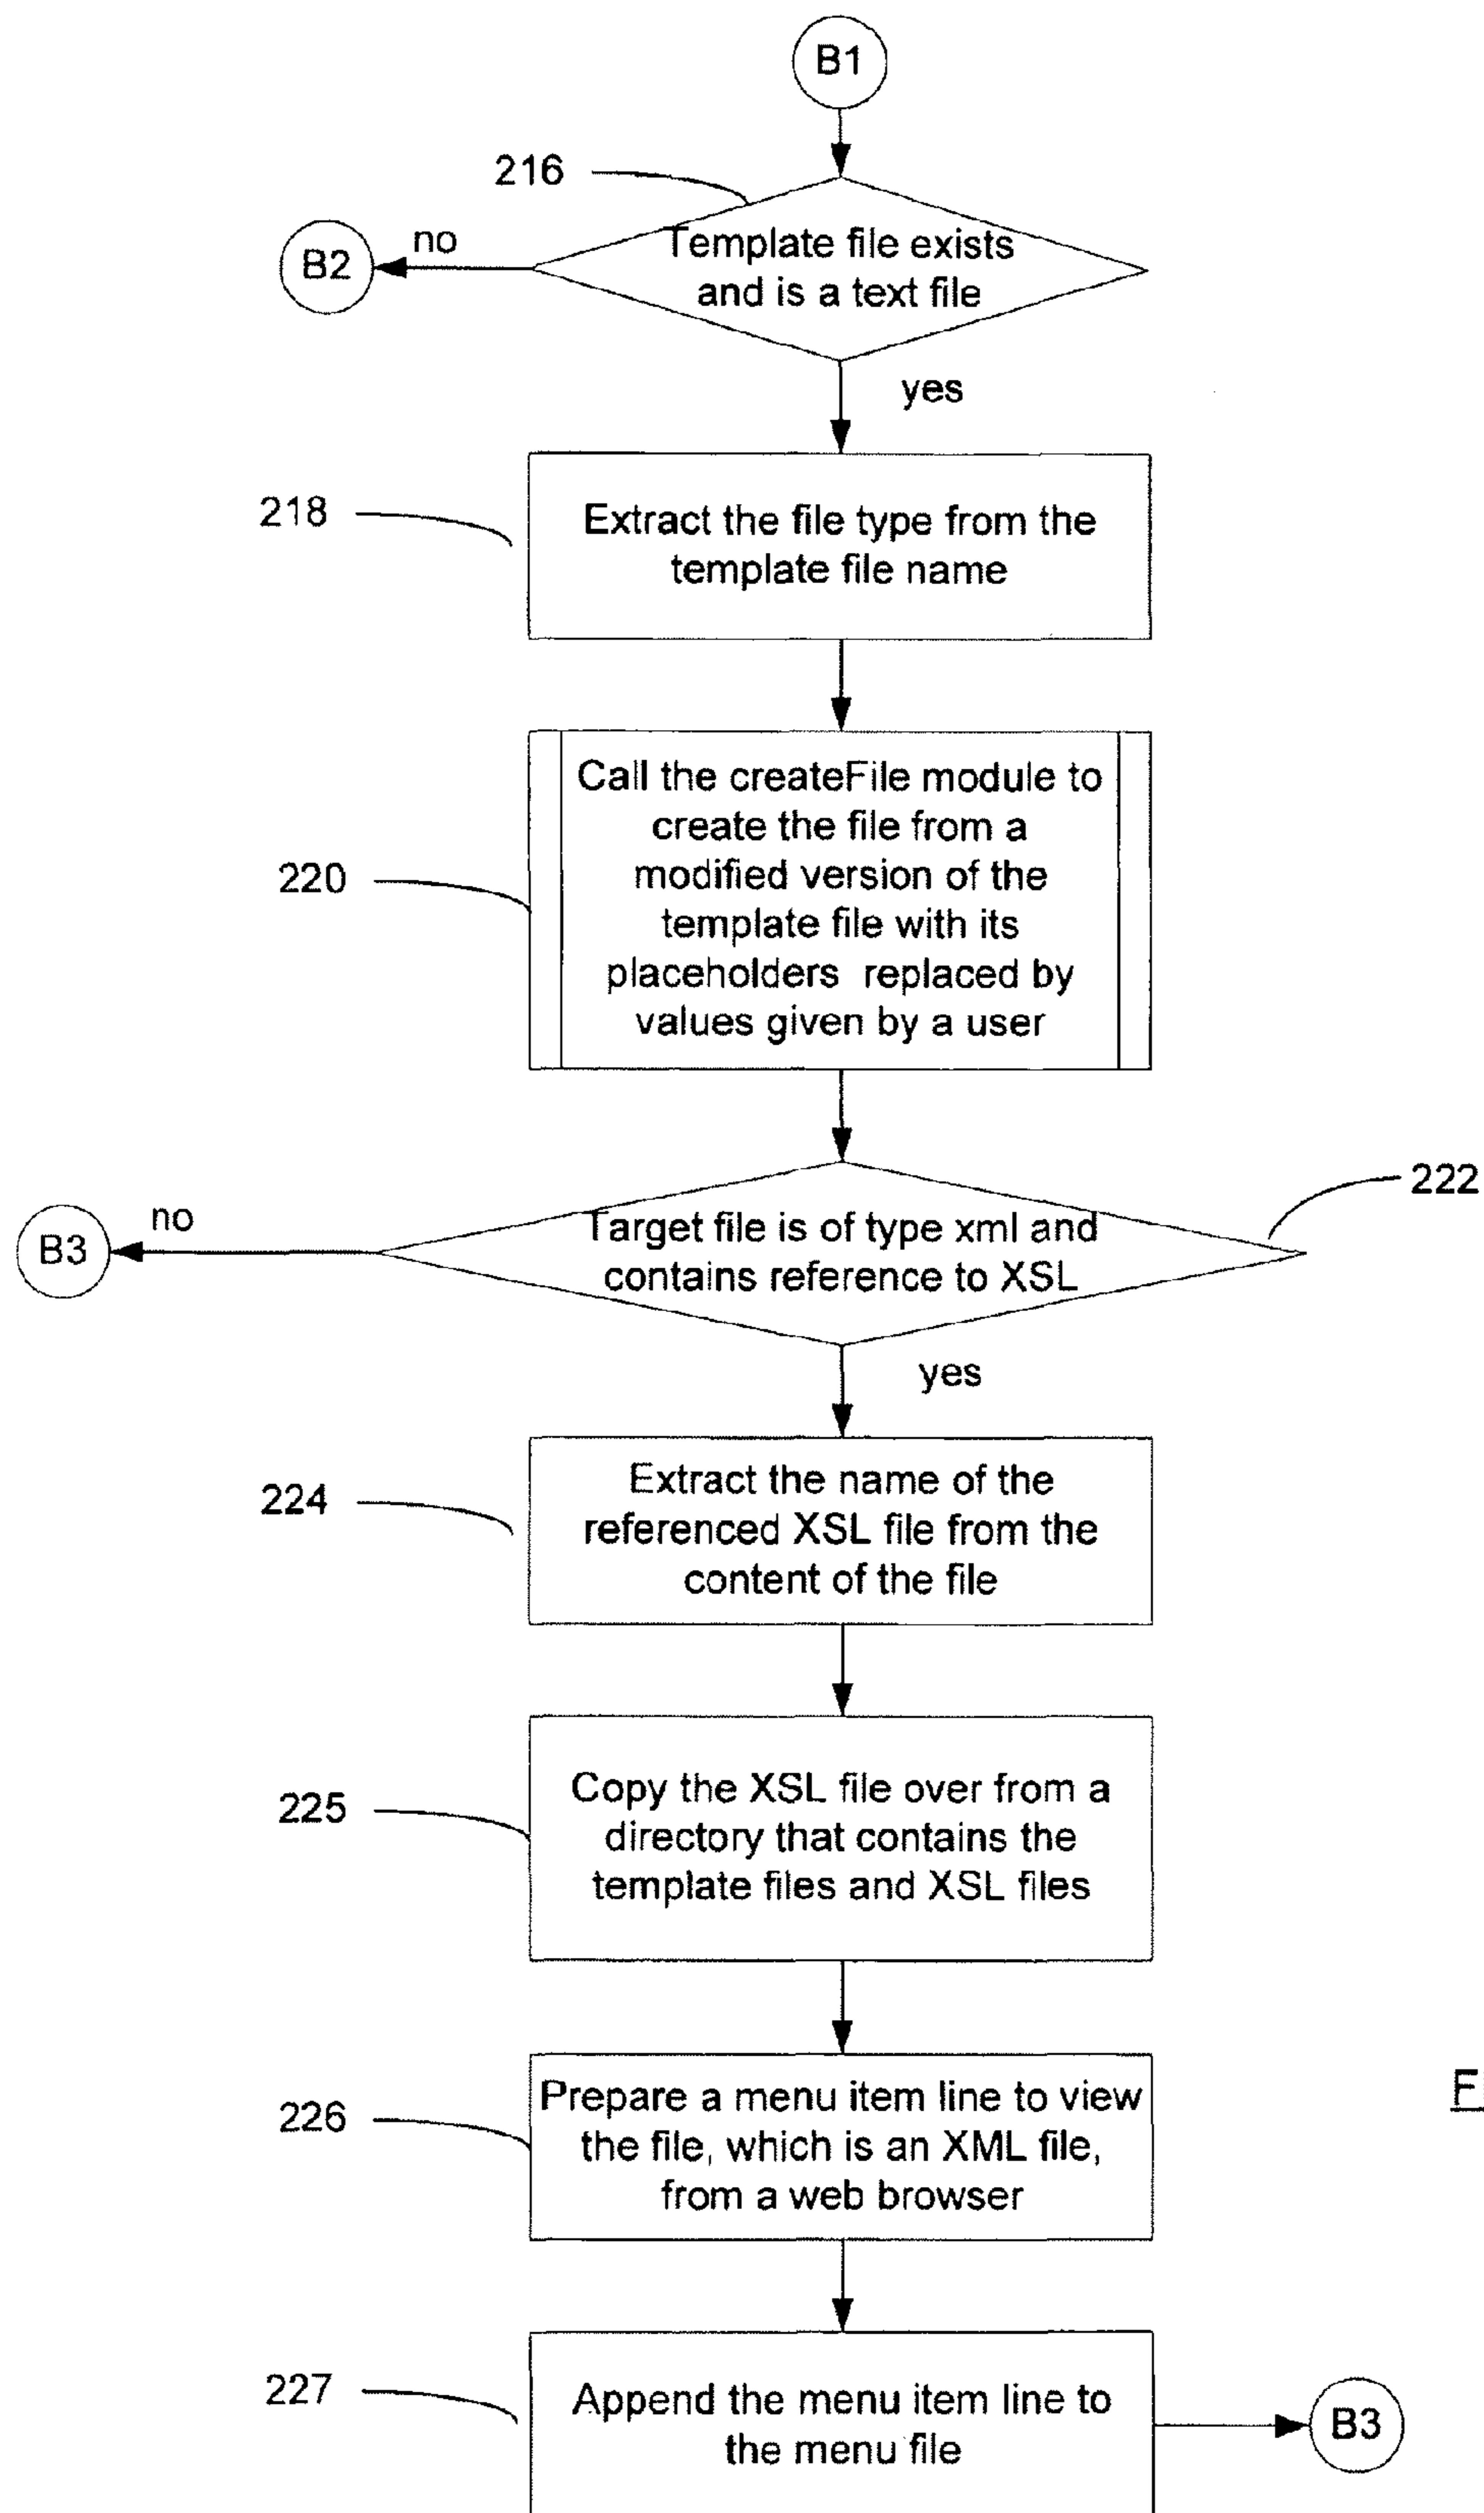 B1
216
Template file exists
and is a text file
no
B2
yes
218
Extract the file type from the
template file name
220
Call the createFile module to
create the file from a
modified version of the
template file with its
placeholders replaced by
values given by a user
222
Target file is of type xml and
contains reference to XSL
no
B3
yes
224
Extract the name of the
referenced XSL file from the
content of the file
225
Copy the XSL file over from a
directory that contains the
template files and XSL files
226
Prepare a menu item line to view
the file, which is an XML file,
from a web browser
227
Append the menu item line to
the menu file
B3